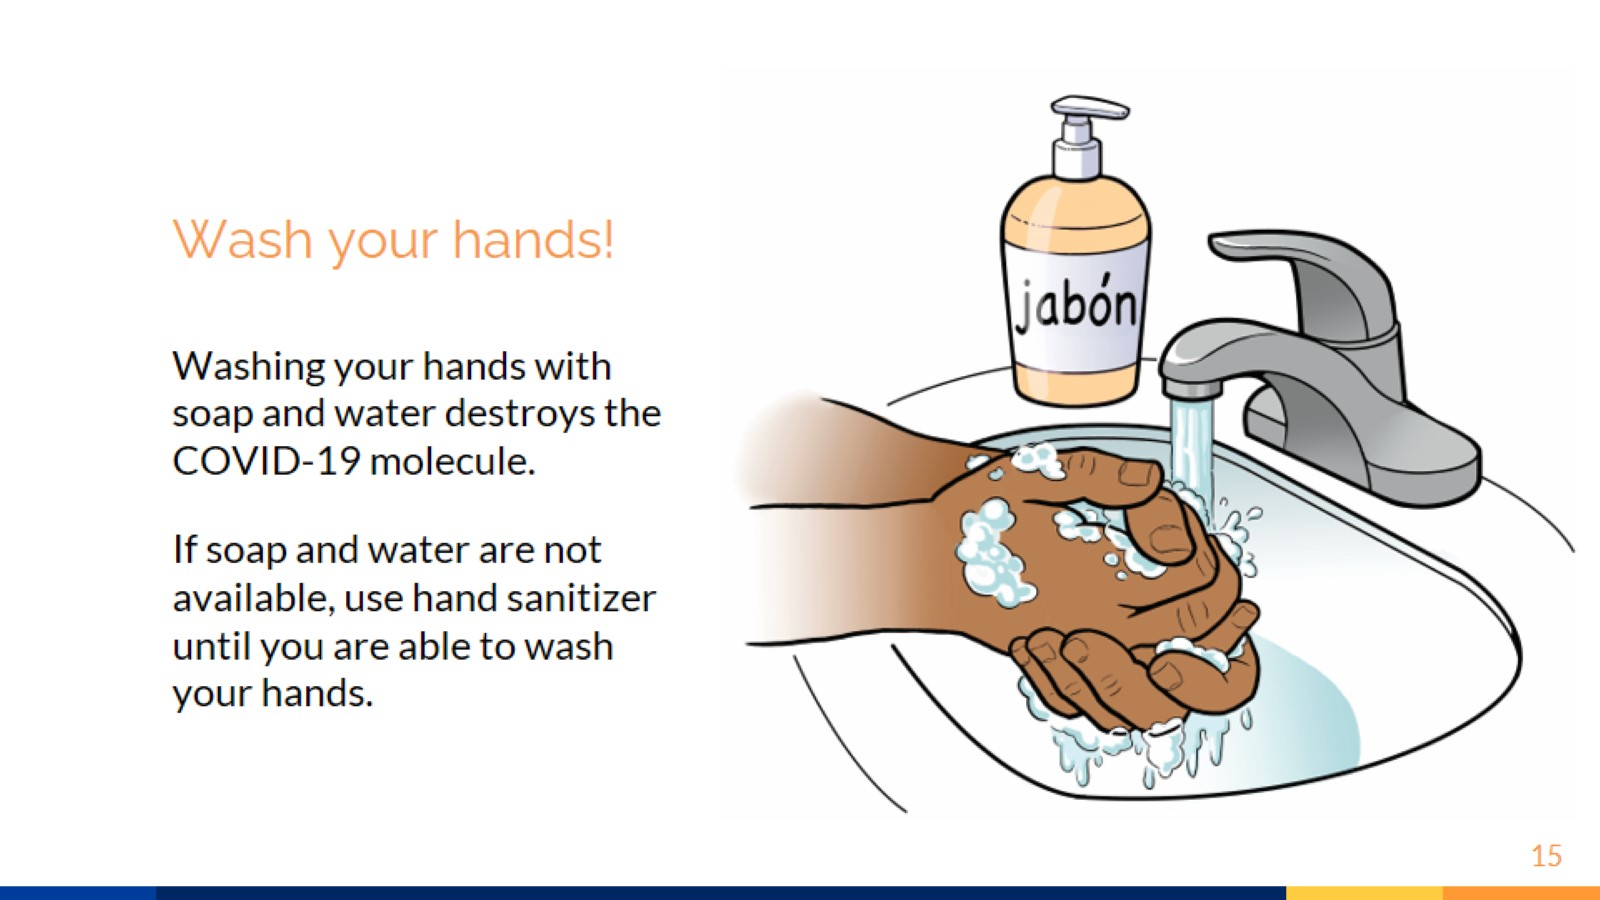 Wash your hands!
Washing your hands with
soap and water destroys the
COVID-19 molecule.
If soap and water are not
available, use hand sanitizer
until you are able to wash
your hands.
jabón
15